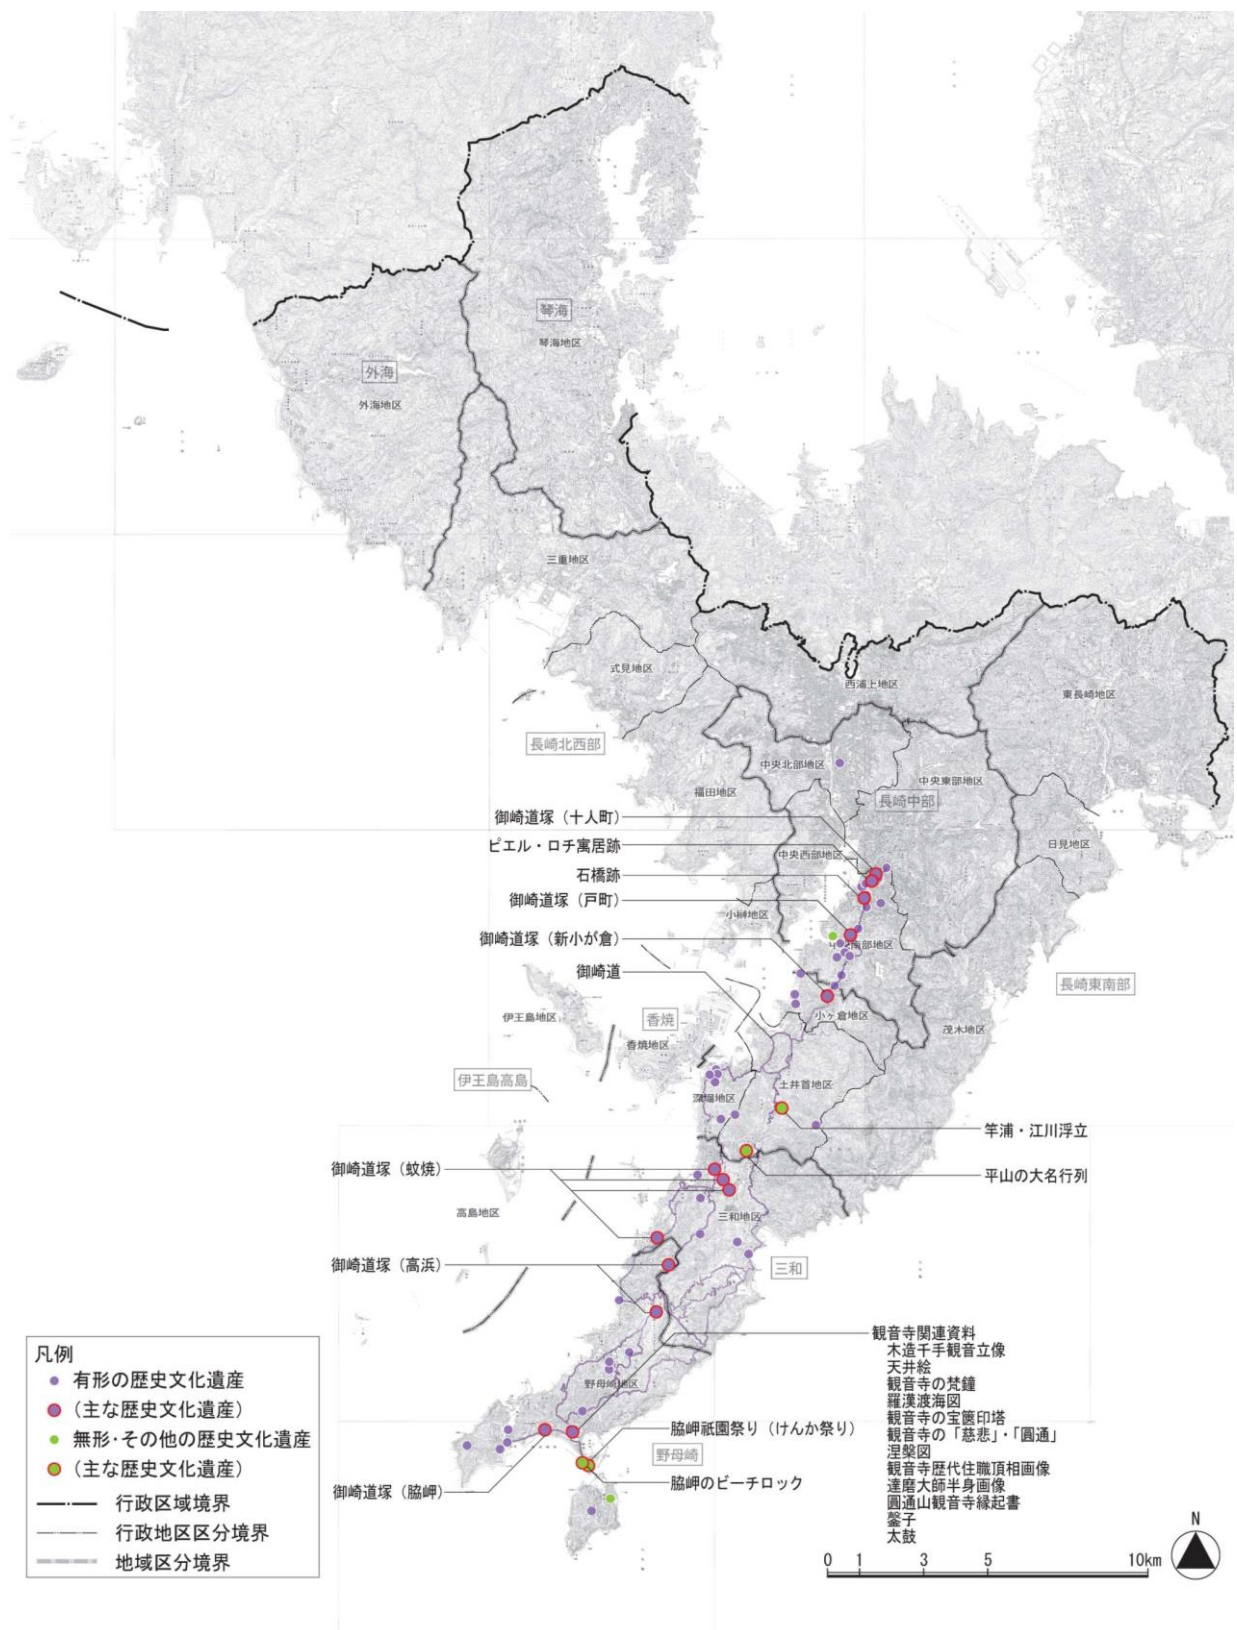 琴海
琴海地区
外海
外海地区
三重地区
式見地区
西浦上地区
東長崎地区
長崎北西部
中央北部地区
中央東部地区
福田地区
長崎中部
御崎道塚（十人町）
ピエル・ロチ寓居跡
日見地区
中央西部地区
石橋跡
御崎道塚（戸町）
小榊地区
御崎道塚（新小が倉）
南部地区
御崎道
長崎東南部
伊王島地区
香焼
小ヶ倉地区
茂木地区
香焼地区
伊王島高島
土井首地区
深堀地区
竿浦・江川浮立
御崎道塚（蚊焼）
平山の大名行列
高島地区
三和地区
御崎道塚（高浜）
三和
観音寺関連資料
木造千手観音立像
天井絵
観音寺の梵鐘
羅漢渡海図
観音寺の宝篋印塔
観音寺の「慈悲」・「圓通」
涅槃図
観音寺歴代住職頂相画像
達磨大師半身画像
圓通山観音寺縁起書
鏧子
太鼓
野母崎地区
脇岬祇園祭り（けんか祭り）
野母崎
脇岬のビーチロック
御崎道塚（脇岬）
凡例
有形の歴史文化遺産
（主な歴史文化遺産）
無形・その他の歴史文化遺産
（主な歴史文化遺産）
行政区域境界
行政地区区分境界
地域区分境界
N
0 1 3 5 10km